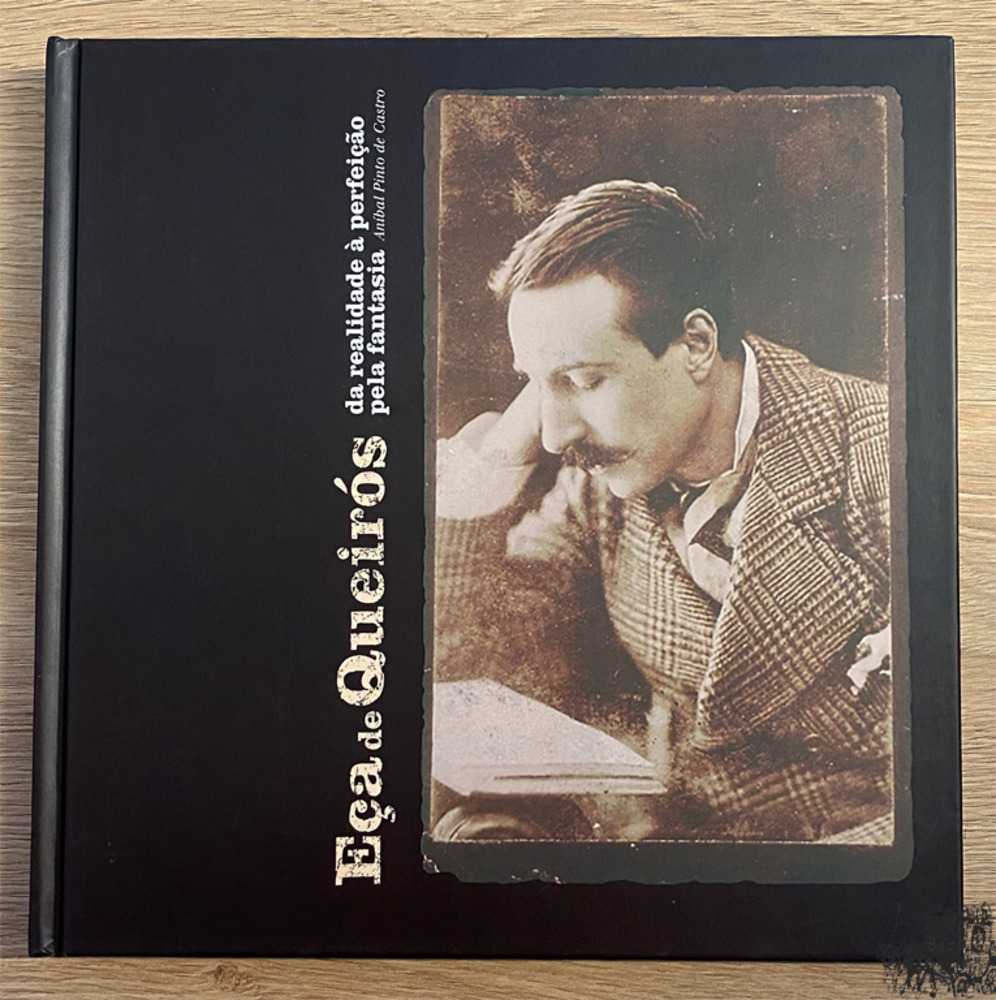 Eça de Queirós
da realidade à perfeição
pela fantasia Aníbal Pinto de Castro